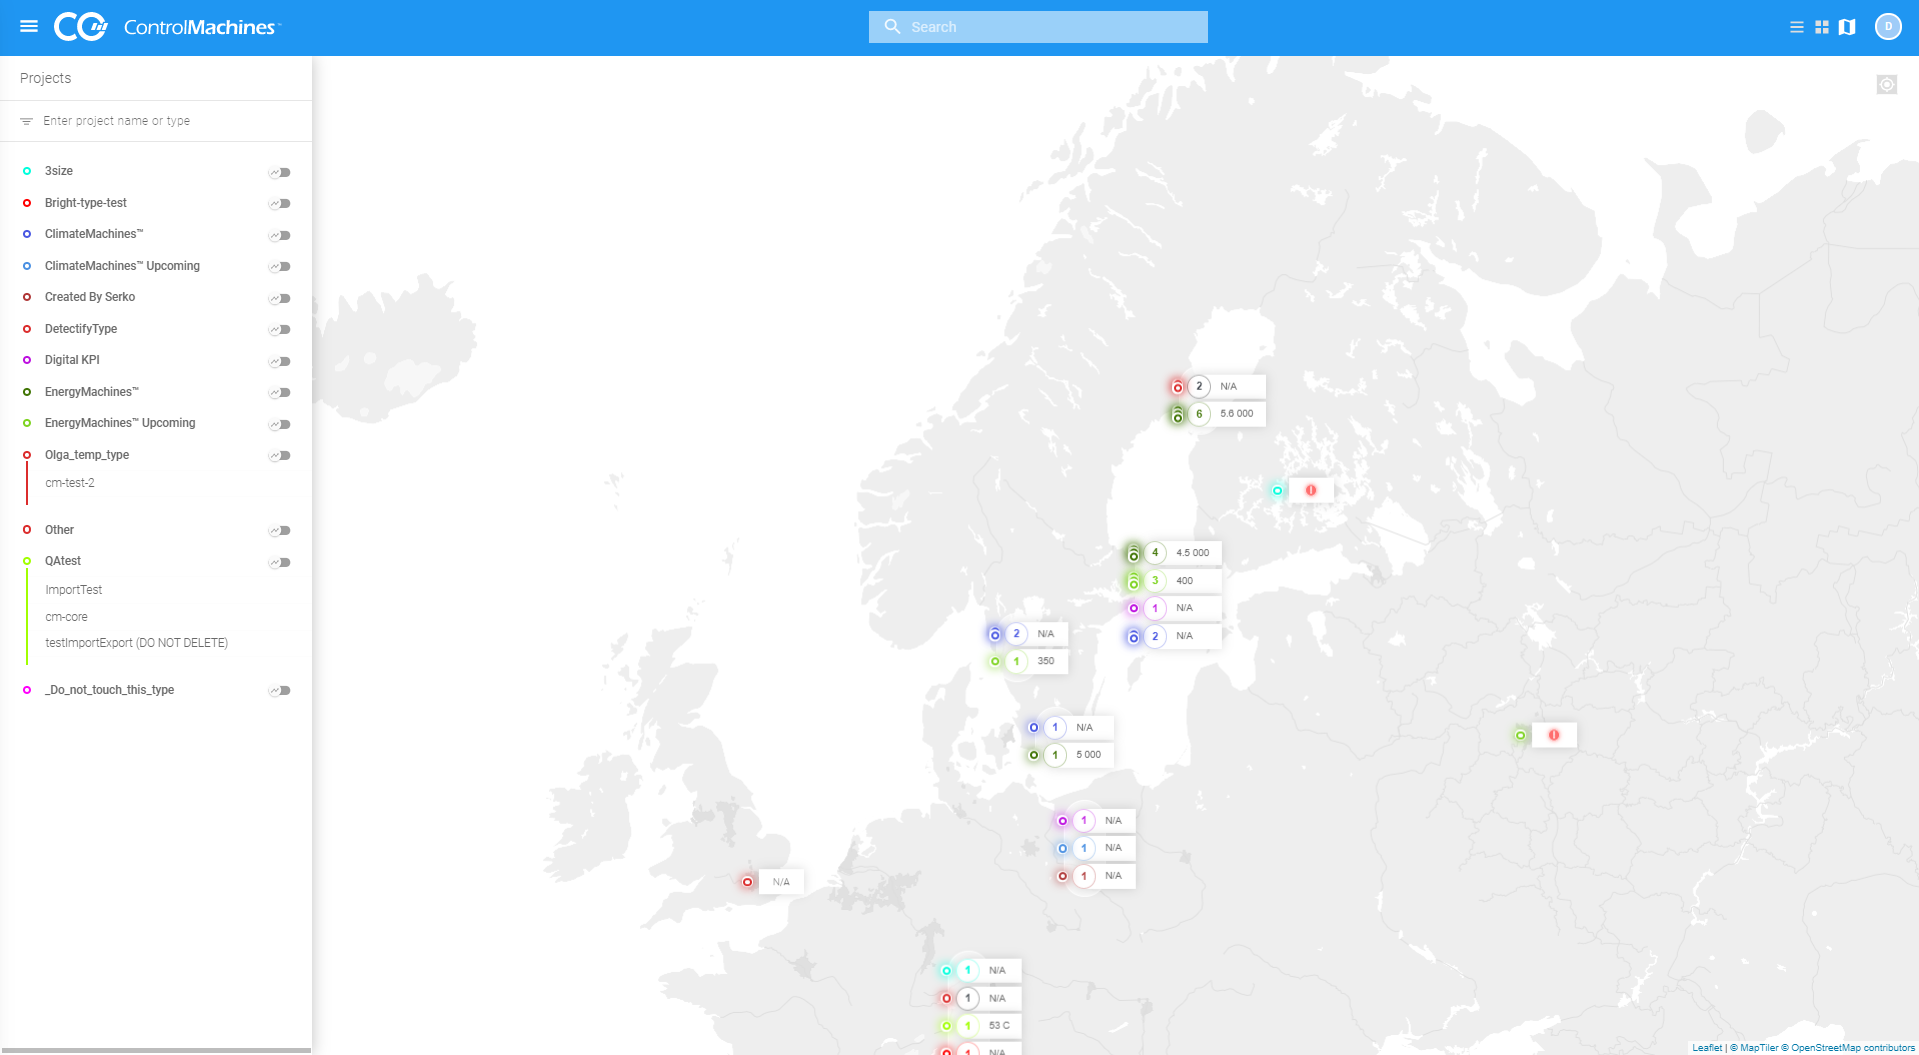 ControlMachines™
Search
D
Projects
Enter project name or type
3size
Bright-type-test
ClimateMachines™
ClimateMachines™ Upcoming
Created By Serko
DetectifyType
Digital KPI
EnergyMachines™
EnergyMachines™ Upcoming
Olga_temp_type
cm-test-2
Other
QAtest
ImportTest
cm-core
testImportExport (DO NOT DELETE)
_Do_not_touch_this_type
2 N/A
6 5.6 000
4 4.5 000
3 400
1 N/A
2 N/A
2 N/A
1 350
1 N/A
1 5 000
1 N/A
1 N/A
1 N/A
N/A
1 N/A
1 N/A
1 53 C
1 N/A
Leaflet | © MapTiler © OpenStreetMap contributors